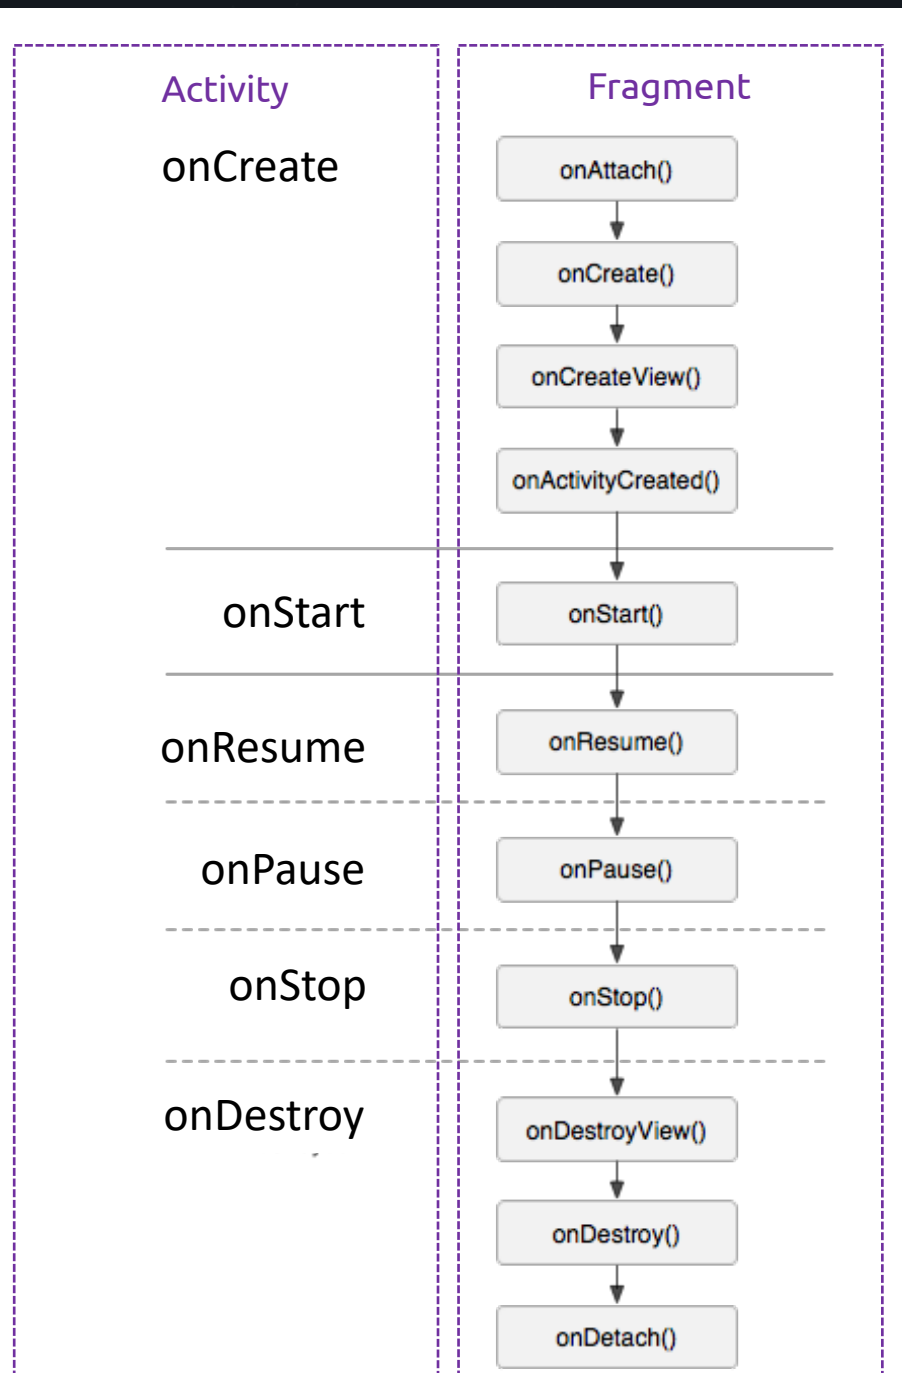 Activity
Fragment
onCreate
onAttach()
onCreate()
onCreateView()
onActivityCreated()
onStart
onStart()
onResume
onResume()
onPause
onPause()
onStop
onStop()
onDestroy
onDestroyView()
onDestroy()
onDetach()